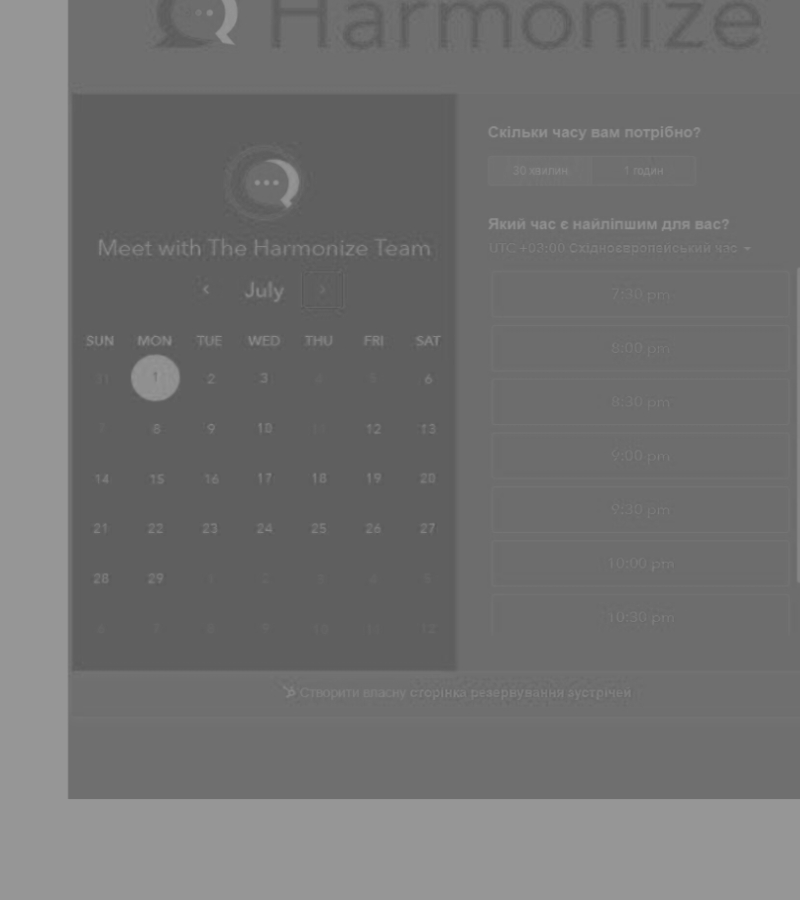 Harmonize
Meet with The Harmonize Team
July
SUN MON TUE WED THU FRI SAT
31 1 2 3 4 5 6
7 8 9 10 11 12 13
14 15 16 17 18 19 20
21 22 23 24 25 26 27
28 29 1 2 3 4 5
6 7 8 9 10 11 12
Скільки часу вам потрібно?
30 хвилин 1 годин
Який час є найліпшим для вас?
UTC +03:00 Східноєвропейський час
7:30 pm
8:00 pm
8:30 pm
9:00 pm
9:30 pm
10:00 pm
10:30 pm
Створити власну сторінка резервування зустрічей